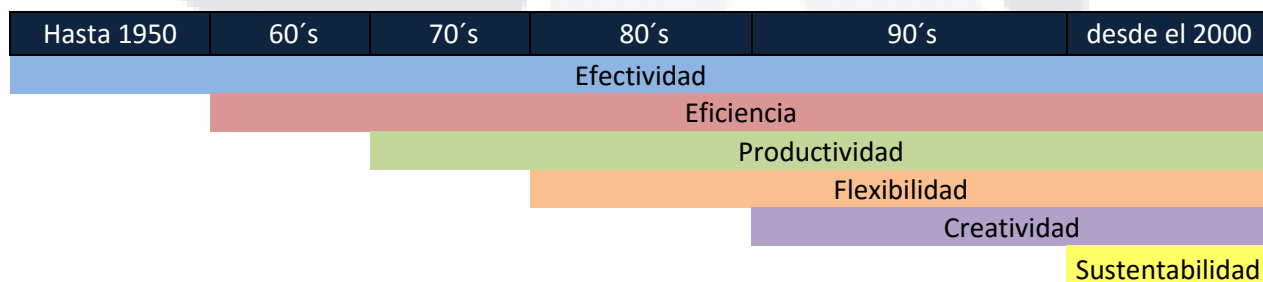 Hasta 1950 60´s 70´s 80´s 90´s desde el 2000
Efectividad
Eficiencia
Productividad
Flexibilidad
Creatividad
Sustentabilidad